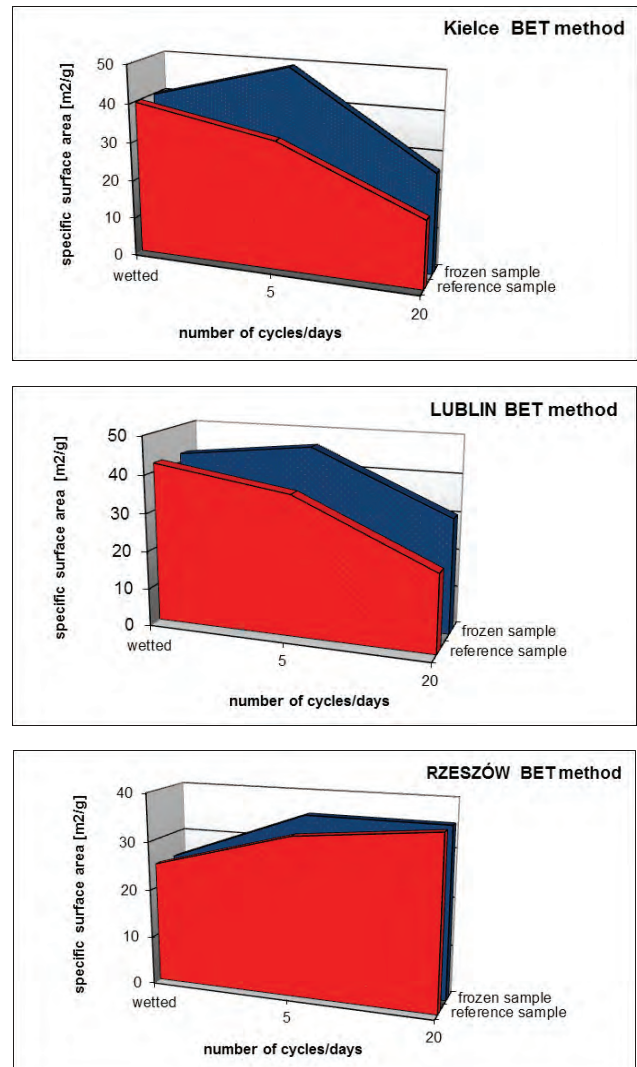 Kielce BET method
specific surface area [m2/g]
50
40
30
20
10
0
wetted
5
20
frozen sample
reference sample
number of cycles/days
LUBLIN BET method
specific surface area [m2/g]
50
40
30
20
10
0
wetted
5
20
frozen sample
reference sample
number of cycles/days
RZESZÓW BET method
specific surface area [m2/g]
40
30
20
10
0
wetted
5
20
frozen sample
reference sample
number of cycles/days